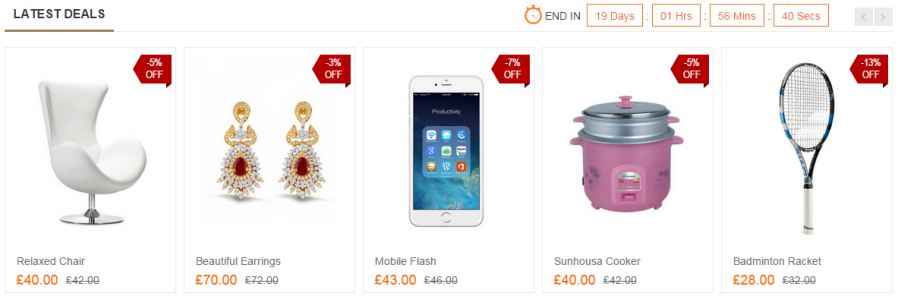 LATEST DEALS
END IN 19 Days : 01 Hrs : 56 Mins : 40 Secs
-5%
OFF
-3%
OFF
-7%
OFF
-5%
OFF
-13%
OFF
Productivity
Relaxed Chair
£40.00 £42.00
Beautiful Earrings
£70.00 £72.00
Mobile Flash
£43.00 £46.00
Sunhousa Cooker
£40.00 £42.00
Badminton Racket
£28.00 £32.00